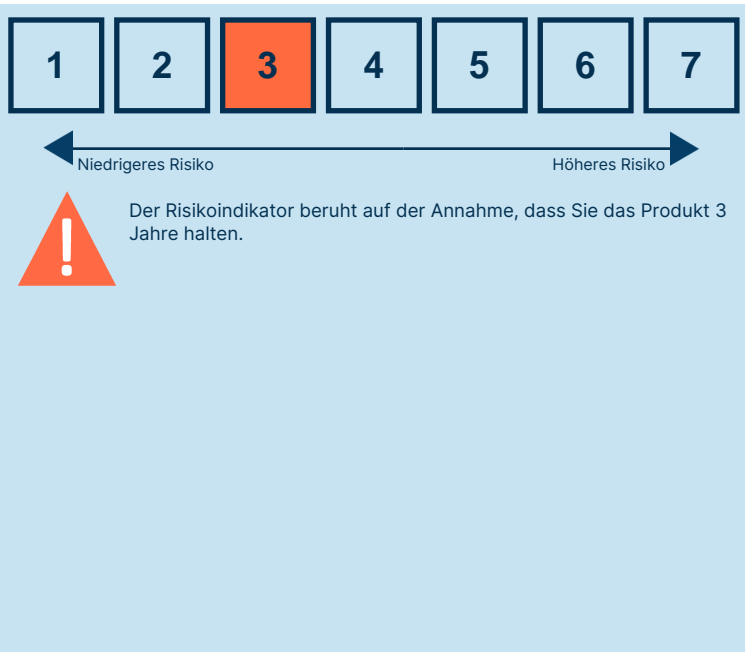 1 2 3 4 5 6 7
Niedrigeres Risiko Höheres Risiko
Der Risikoindikator beruht auf der Annahme, dass Sie das Produkt 3
Jahre halten.